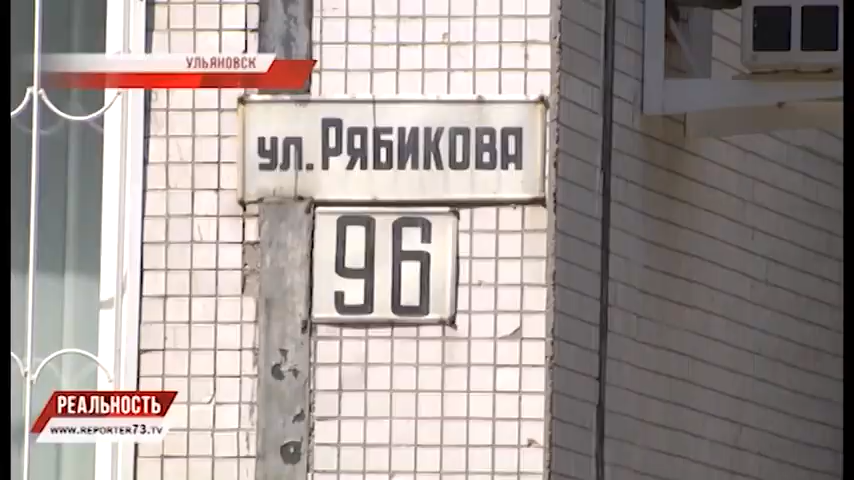 УЛЬЯНОВСК
ул. РЯБИКОВА
96
РЕАЛЬНОСТЬ
WWW.REPORTER73.TV